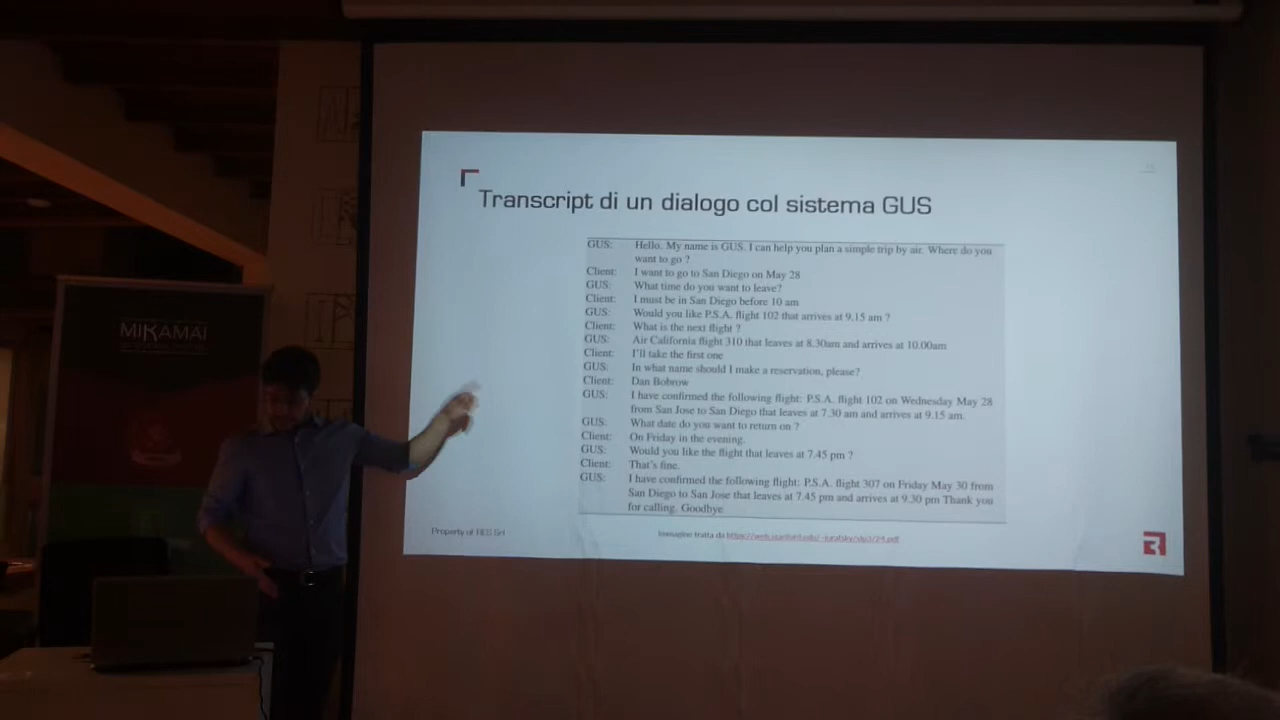 Transcript di un dialogo col sistema GUS
GUS: Hello. My name is GUS. I can help you plan a simple trip by air. Where do you
want to go ?
Client: I want to go to San Diego on May 28
GUS: What time do you want to leave?
Client: I must be in San Diego before 10 am
GUS: Would you like P.S.A. flight 102 that arrives at 9.15 am ?
Client: What is the next flight ?
GUS: Air California flight 310 that leaves at 8.30am and arrives at 10.00am
Client: I'll take the first one
GUS: In what name should I make a reservation, please?
Client: Dan Bobrow
GUS: I have confirmed the following flight: P.S.A. flight 102 on Wednesday May 28
from San Jose to San Diego that leaves at 7.30 am and arrives at 9.15 am.
GUS: What date do you want to return on ?
Client: On Friday in the evening.
GUS: Would you like the flight that leaves at 7.45 pm ?
Client: That's fine.
GUS: I have confirmed the following flight: P.S.A. flight 307 on Friday May 30 from
San Diego to San Jose that leaves at 7.45 pm and arrives at 9.30 pm Thank you
for calling. Goodbye
Property of
Immagine tratta da
MIKAMAI